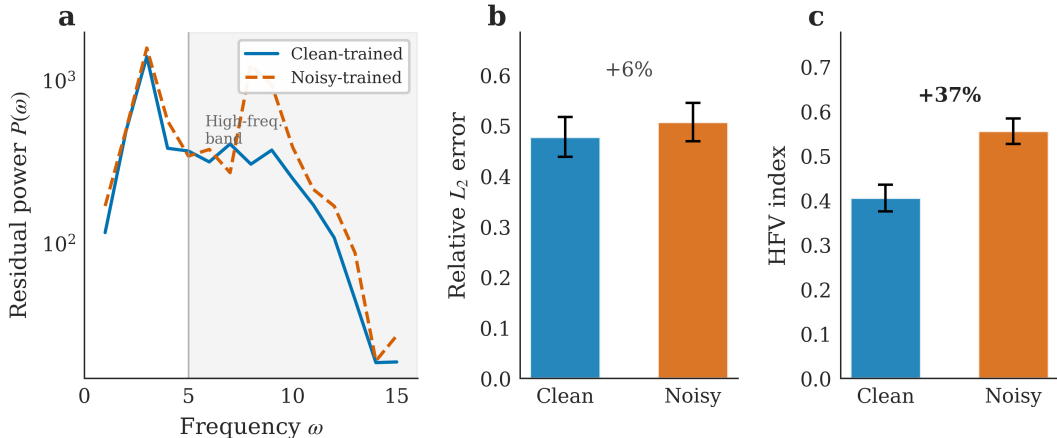 a
Residual power P(ω)
10³
10²
Clean-trained
Noisy-trained
High-freq.
band
0
5
10
15
Frequency ω
b
Relative L₂ error
0.6
0.5
0.4
0.3
0.2
0.1
0.0
+6%
Clean
Noisy
c
HFV index
0.7
0.6
0.5
0.4
0.3
0.2
0.1
0.0
+37%
Clean
Noisy